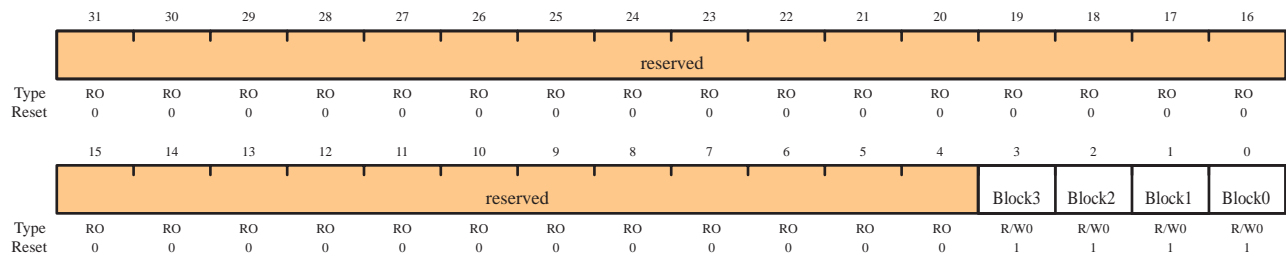 31 30 29 28 27 26 25 24 23 22 21 20 19 18 17 16
reserved
Type RO RO RO RO RO RO RO RO RO RO RO RO RO RO RO RO
Reset 0 0 0 0 0 0 0 0 0 0 0 0 0 0 0 0
15 14 13 12 11 10 9 8 7 6 5 4 3 2 1 0
reserved Block3 Block2 Block1 Block0
Type RO RO RO RO RO RO RO RO RO RO RO RO R/W0 R/W0 R/W0 R/W0
Reset 0 0 0 0 0 0 0 0 0 0 0 0 1 1 1 1